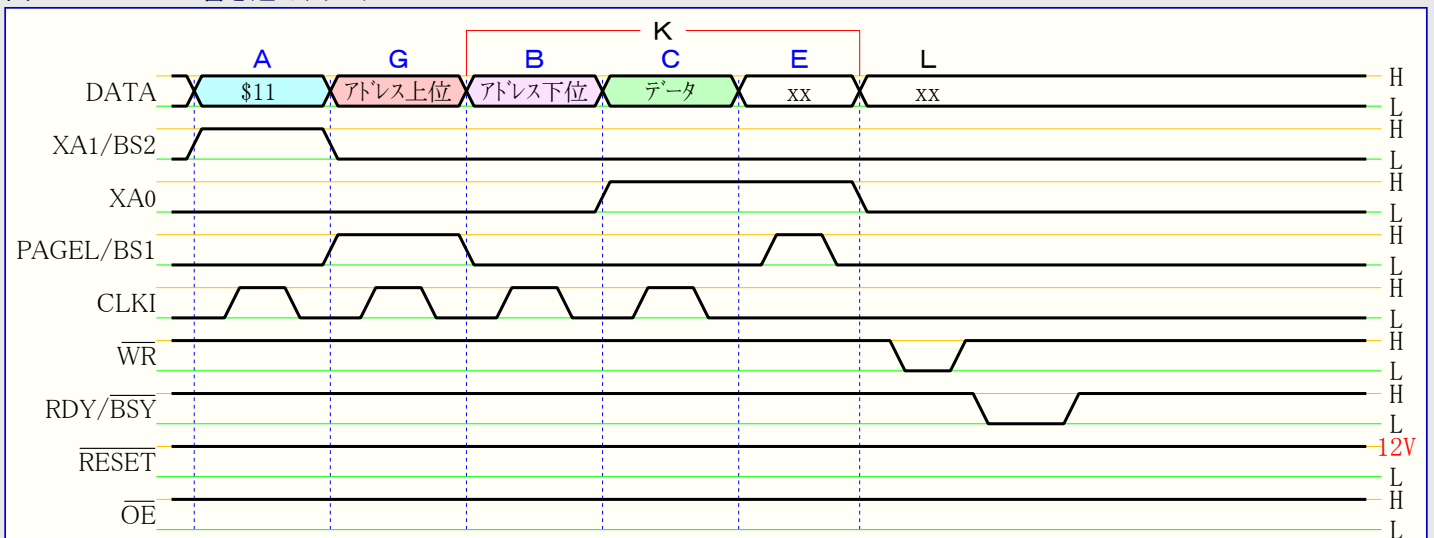 K
A G B C E L
DATA $11 アドレス上位 アドレス下位 データ xx xx H
L
XA1/BS2 H
L
XA0 H
L
PAGEL/BS1 H
L
CLKI H
L
WR H
L
RDY/BSY H
L
RESET 12V
L
OE H
L